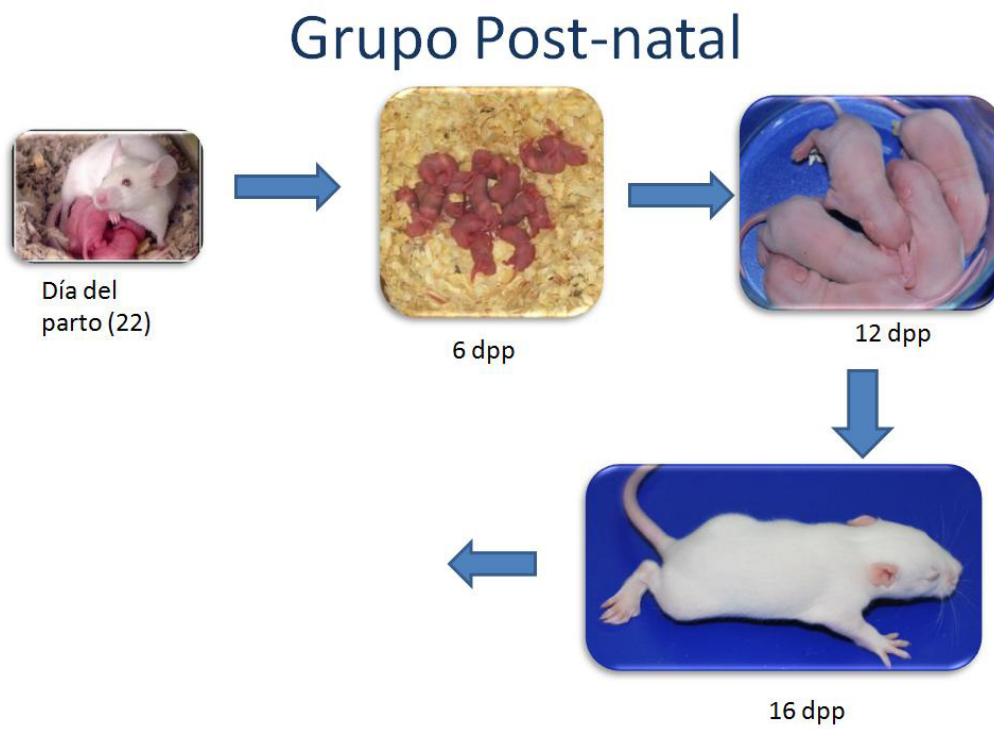 Grupo Post-natal
Día del
parto (22)
6 dpp
12 dpp
16 dpp